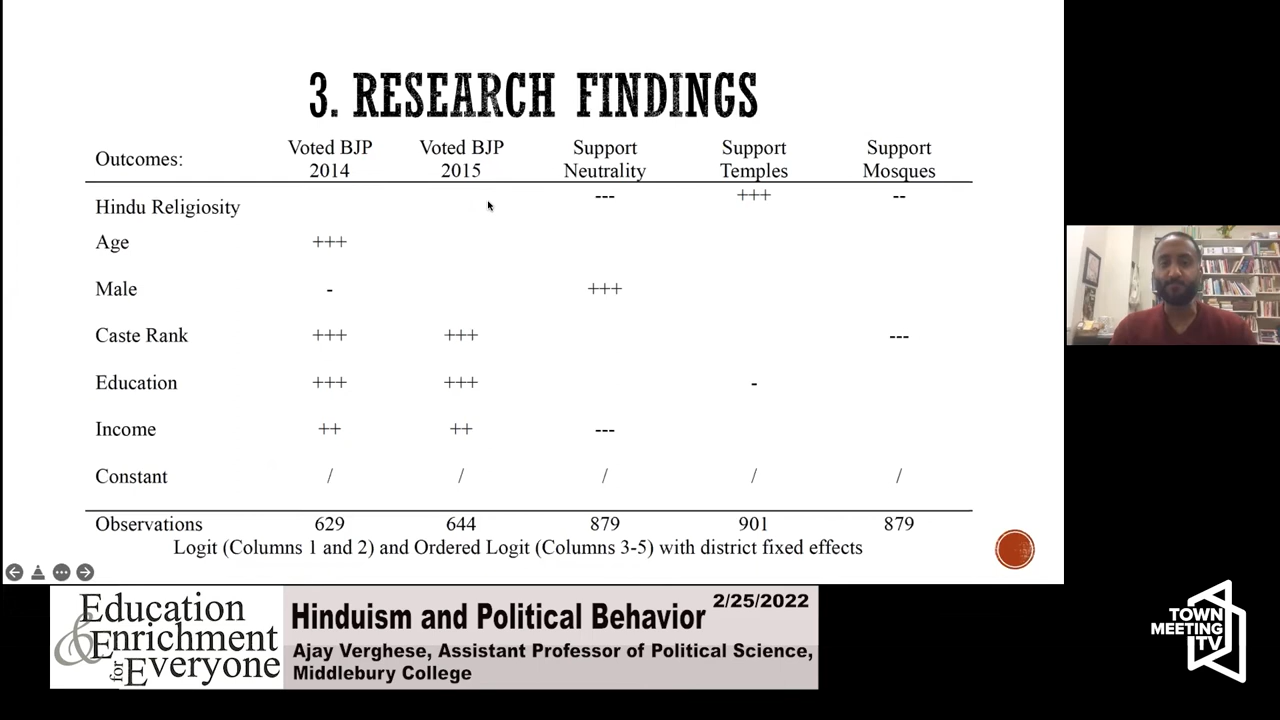 3. RESEARCH FINDINGS
Outcomes: Voted BJP 2014 Voted BJP 2015 Support Neutrality Support Temples Support Mosques
Hindu Religiosity --- +++ --
Age +++
Male - +++
Caste Rank +++ +++ ---
Education +++ +++ -
Income ++ ++ ---
Constant / / / / /
Observations 629 644 879 901 879
Logit (Columns 1 and 2) and Ordered Logit (Columns 3-5) with district fixed effects
Education
& Enrichment
for Everyone
Hinduism and Political Behavior 2/25/2022
Ajay Verghese, Assistant Professor of Political Science,
Middlebury College
TOWN
MEETING
TV